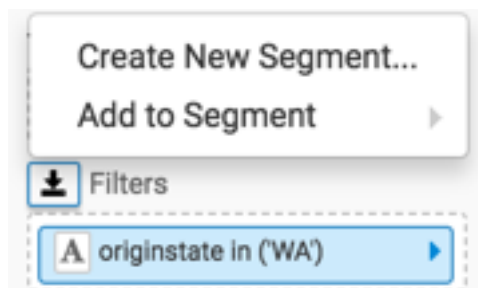 Create New Segment...
Add to Segment
Filters
A originstate in ('WA')